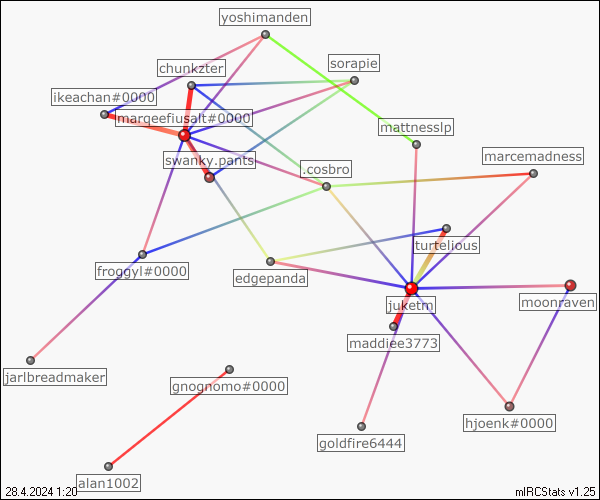 yoshimanden
chunkzter
sorapie
ikeachan#0000
marqeefiusalt#0000
mattnesslp
swanky.pants
.cosbro
marcemadness
turtelious
froggyl#0000
edgepanda
juketm
moonraven
maddiee3773
jarlbreadmaker
gnognomo#0000
hjoenk#0000
goldfire6444
alan1002
28.4.2024 1:20
mIRCStats v1.25